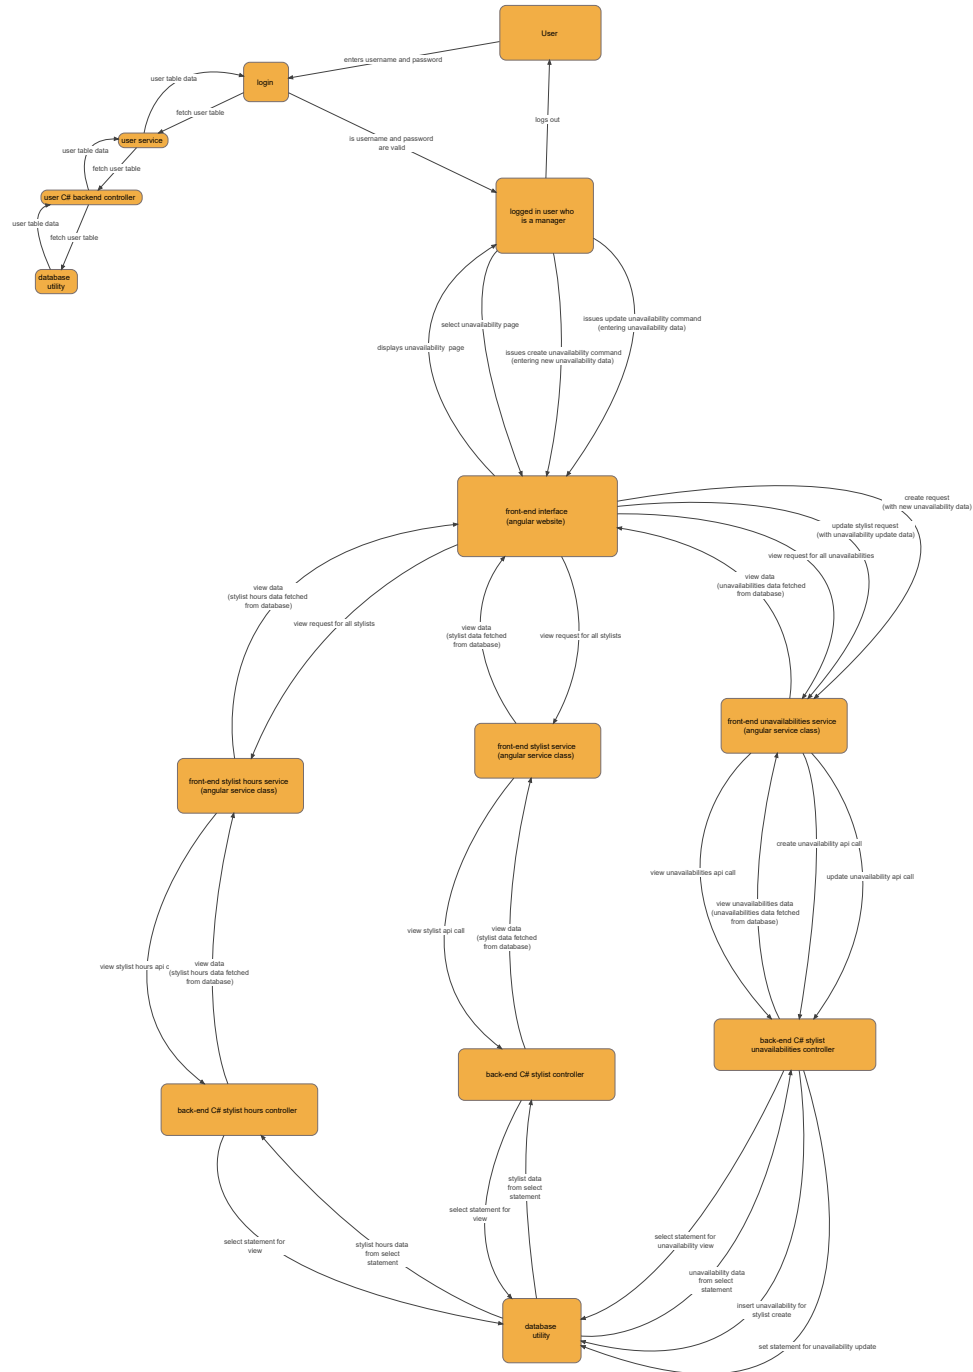 User
enters username and password
user table data
login
fetch user table
logs out
is username and password
are valid
user service
user table data
fetch user table
user C# backend controller
user table data
fetch user table
database
utility
logged in user who
is a manager
select unavailability page
issues update unavailability command
(entering unavailability data)
displays unavailability  page
issues create unavailability command
(entering new unavailability data)
front-end interface
(angular website)
create request
(with new unavailability data)
update stylist request
(with unavailability update data)
view request for all unavailabilities
view data
(unavailabilities data fetched
from database)
view data
(stylist hours data fetched
from database)
view request for all stylists
view data
(stylist data fetched
from database)
view request for all stylists
front-end unavailabilities service
(angular service class)
front-end stylist service
(angular service class)
front-end stylist hours service
(angular service class)
create unavailability api call
view unavailabilities api call
update unavailability api call
view unavailabilities data
(unavailabilities data fetched
from database)
view stylist api call
view data
(stylist data fetched
from database)
view stylist hours api c
view data
(stylist hours data fetched
from database)
back-end C# stylist
unavailabilities controller
back-end C# stylist controller
back-end C# stylist hours controller
stylist data
from select
statement
select statement for
view
select statement for
view
stylist hours data
from select
statement
select statement for
unavailability view
unavailability data
from select
statement
insert unavailability for
stylist create
database
utility
set statement for unavailability update